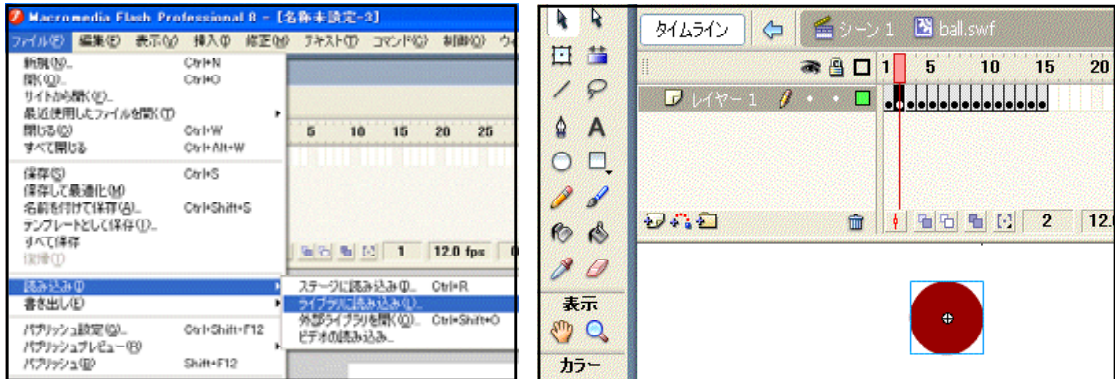 Macromedia Flash Professional 8 - [名称未設定-3]
ファイル(F) 編集(E) 表示(V) 挿入(I) 修正(M) テキスト(T) コマンド(C) 制御(O) ウィ
新規(N)... Ctrl+N
開く(O)... Ctrl+O
サイトから開く(F)...
最近使用したファイルを開く(T)
閉じる(C) Ctrl+W
すべて閉じる Ctrl+Alt+W
保存(S) Ctrl+S
保存して最適化(M)
名前を付けて保存(A)... Ctrl+Shift+S
テンプレートとして保存(T)...
すべて保存
復帰(T)
読み込み(I)
書き出し(E)
パブリッシュ設定(G)... Ctrl+Shift+F12
パブリッシュプレビュー(R)
パブリッシュ(B) Shift+F12
ステージに読み込み(I)... Ctrl+R
ライブラリに読み込み(L)...
外部ライブラリを開く(O)... Ctrl+Shift+O
ビデオの読み込み...
5 10 15 20 25
1 12.0 fps
タイムライン シーン 1 ball.swf
1 5 10 15 20
レイヤー 1
2 12.
A
表示
カラー